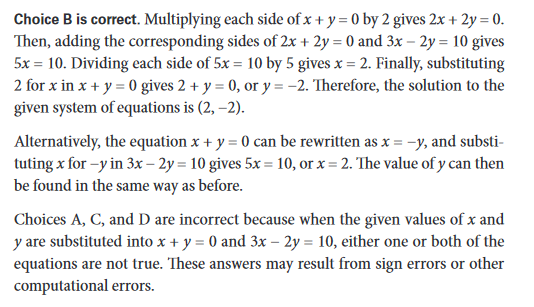 Choice B is correct. Multiplying each side of x + y = 0 by 2 gives 2x + 2y = 0.
Then, adding the corresponding sides of 2x + 2y = 0 and 3x – 2y = 10 gives
5x = 10. Dividing each side of 5x = 10 by 5 gives x = 2. Finally, substituting
2 for x in x + y = 0 gives 2 + y = 0, or y = –2. Therefore, the solution to the
given system of equations is (2, –2).
Alternatively, the equation x + y = 0 can be rewritten as x = –y, and substi-
tuting x for –y in 3x – 2y = 10 gives 5x = 10, or x = 2. The value of y can then
be found in the same way as before.
Choices A, C, and D are incorrect because when the given values of x and
y are substituted into x + y = 0 and 3x – 2y = 10, either one or both of the
equations are not true. These answers may result from sign errors or other
computational errors.